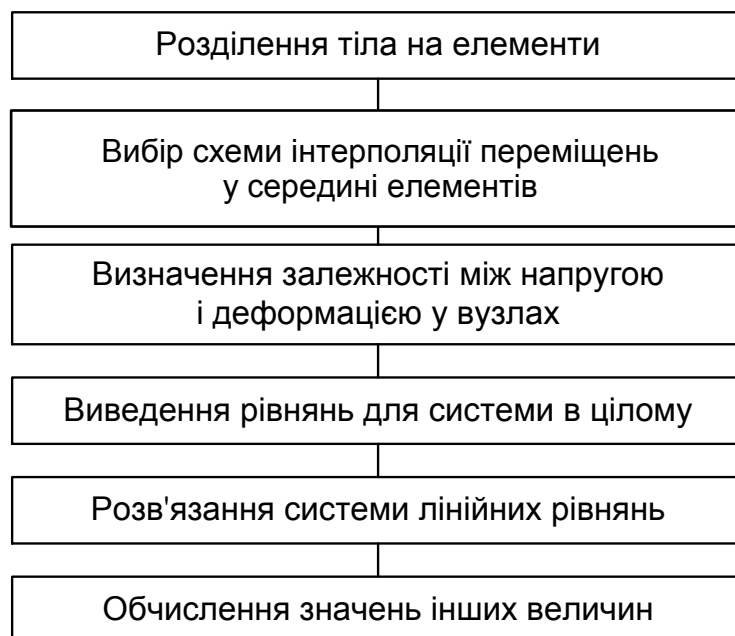 Розділення тіла на елементи
Вибір схеми інтерполяції переміщень
у середині елементів
Визначення залежності між напругою
і деформацією у вузлах
Виведення рівнянь для системи в цілому
Розв'язання системи лінійних рівнянь
Обчислення значень інших величин